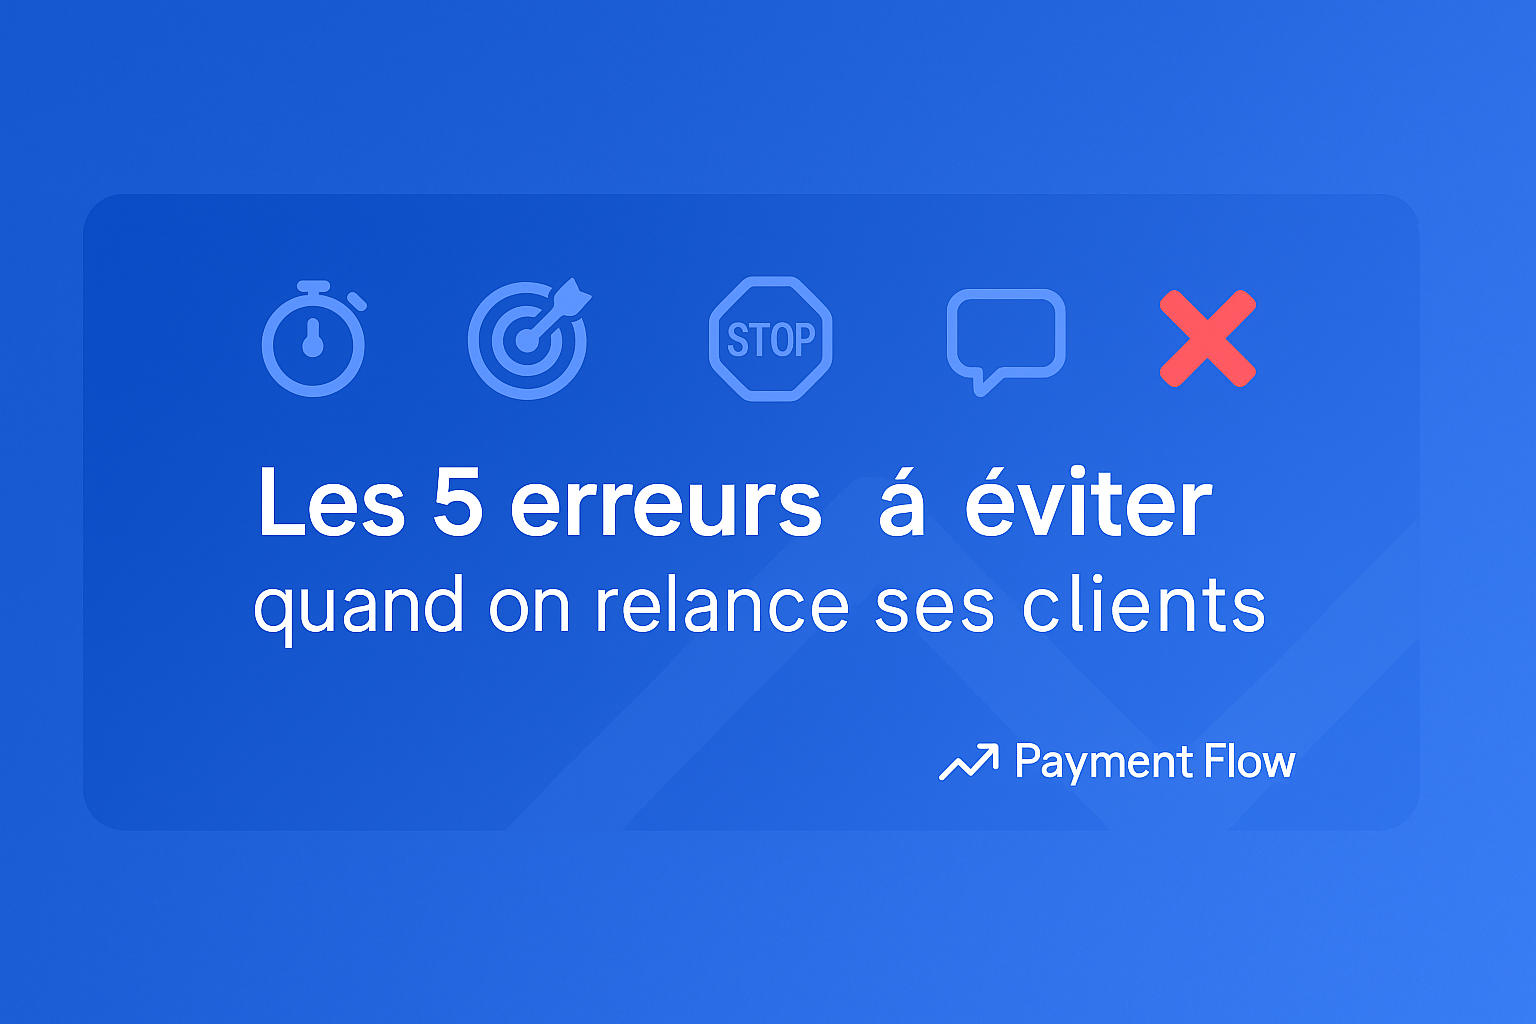 STOP
Les 5 erreurs á éviter
quand on relance ses clients
Payment Flow